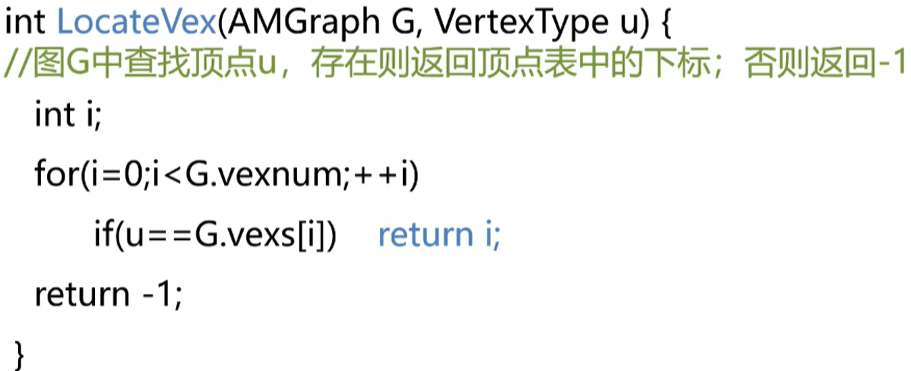 int LocateVex(AMGraph G, VertexType u) {
//图G中查找顶点u，存在则返回顶点表中的下标；否则返回-1
int i;
for(i=0;i<G.vexnum;++i)
if(u==G.vexs[i]) return i;
return -1;
}